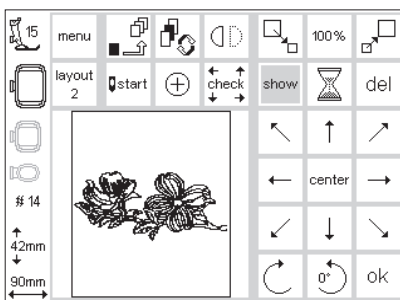 15 menu 100%
layout
2
start check show del
# 14
center
42mm
90mm 0° ok